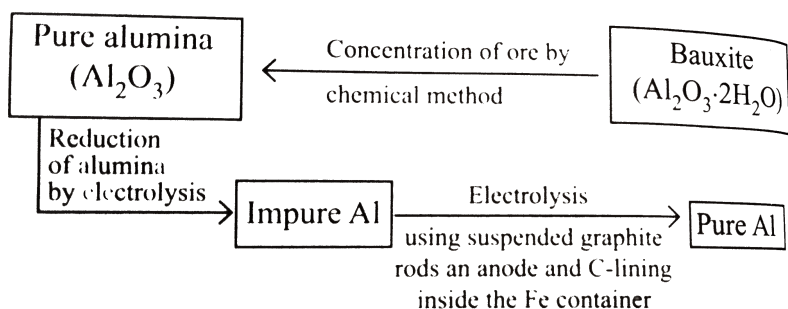 Pure alumina
(Al₂O₃)
Concentration of ore by
chemical method
Bauxite
(Al₂O₃·2H₂O)
Reduction
of alumina
by electrolysis
Impure Al
Electrolysis
using suspended graphite
rods an anode and C-lining
inside the Fe container
Pure Al